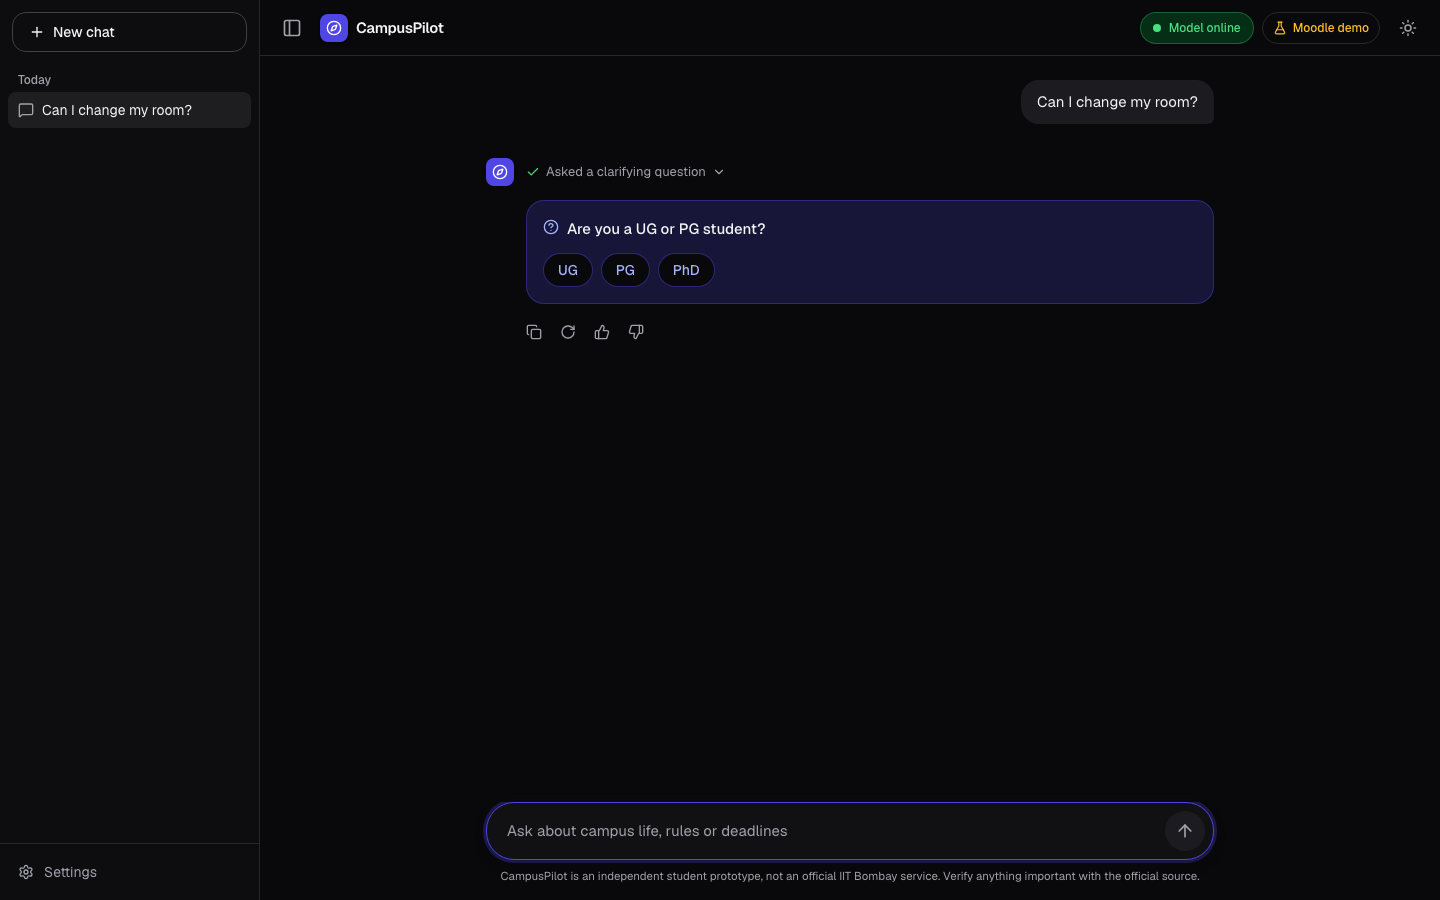 New chat
Today
Can I change my room?
Settings
CampusPilot
Model online
Moodle demo
Can I change my room?
Asked a clarifying question
Are you a UG or PG student?
UG
PG
PhD
Ask about campus life, rules or deadlines
CampusPilot is an independent student prototype, not an official IIT Bombay service. Verify anything important with the official source.